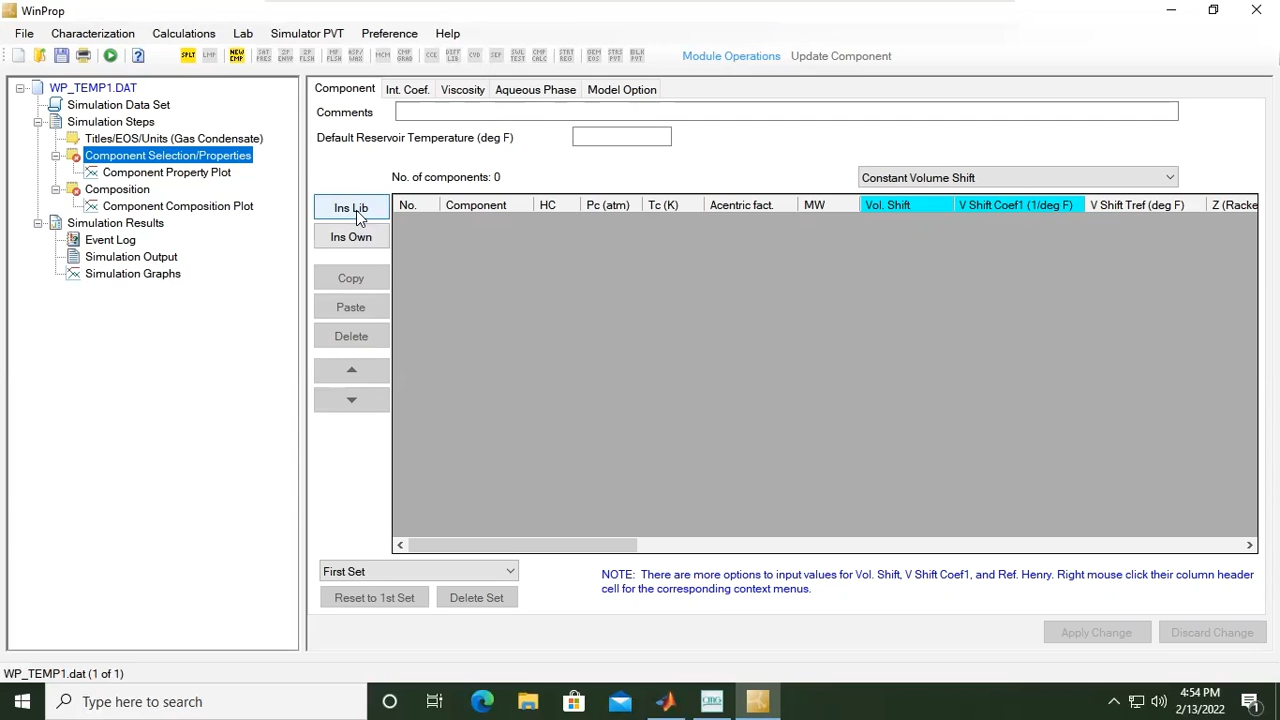 WinProp
File Characterization Calculations Lab Simulator PVT Preference Help
Module Operations Update Component
WP_TEMP1.DAT
Simulation Data Set
Simulation Steps
Titles/EOS/Units (Gas Condensate)
Component Selection/Properties
Component Property Plot
Composition
Component Composition Plot
Simulation Results
Event Log
Simulation Output
Simulation Graphs
Component Int. Coef. Viscosity Aqueous Phase Model Option
Comments
Default Reservoir Temperature (deg F)
No. of components: 0
Constant Volume Shift
Ins Lib
Ins Own
Copy
Paste
Delete
No. Component HC Pc (atm) Tc (K) Acentric fact. MW Vol. Shift V Shift Coef1 (1/deg F) V Shift Tref (deg F) Z (Racke
First Set
Reset to 1st Set Delete Set
NOTE: There are more options to input values for Vol. Shift, V Shift Coef1, and Ref. Henry. Right mouse click their column header
cell for the corresponding context menus.
Apply Change Discard Change
WP_TEMP1.dat (1 of 1)
Type here to search
4:54 PM
2/13/2022